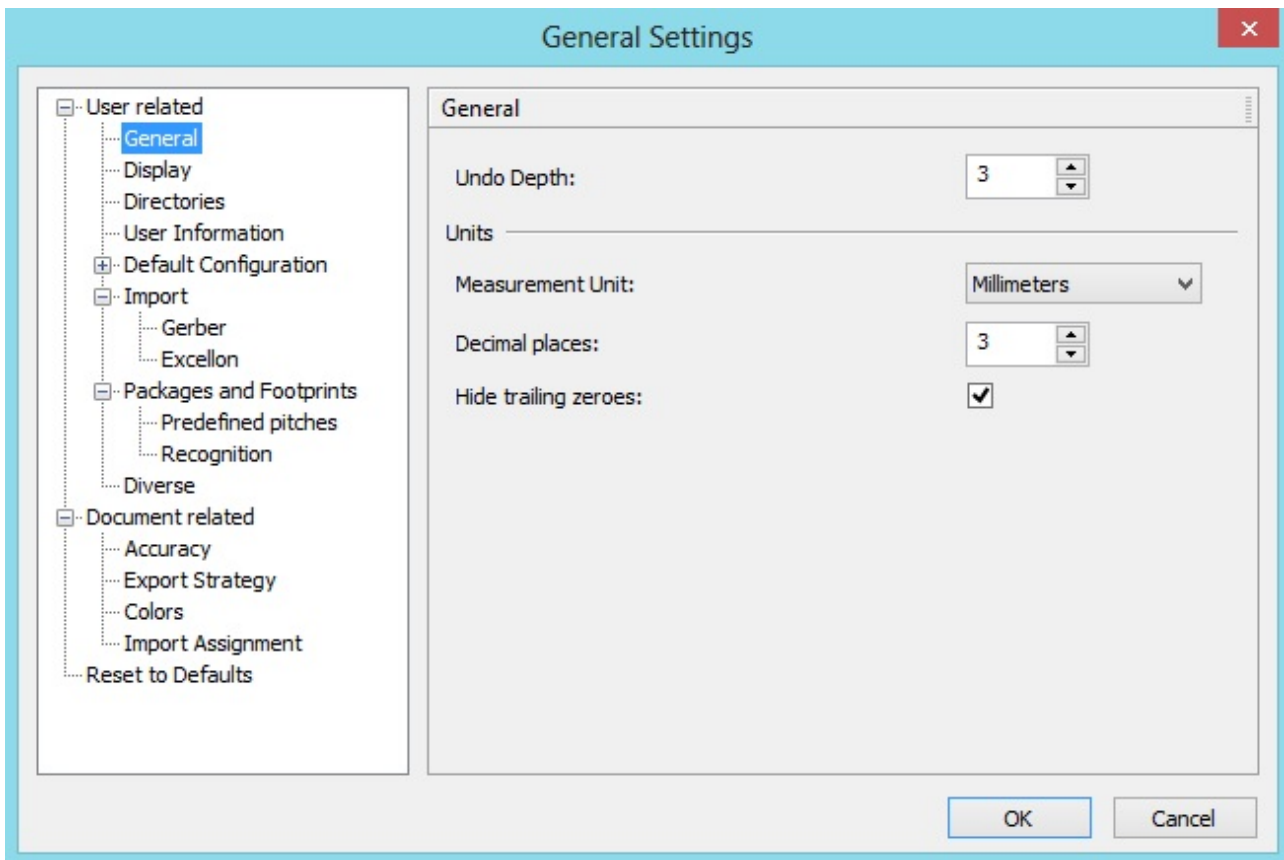 General Settings
User related
General
Display
Directories
User Information
Default Configuration
Import
Gerber
Excellon
Packages and Footprints
Predefined pitches
Recognition
Diverse
Document related
Accuracy
Export Strategy
Colors
Import Assignment
Reset to Defaults
General
Undo Depth: 3
Units
Measurement Unit: Millimeters
Decimal places: 3
Hide trailing zeroes:
OK Cancel